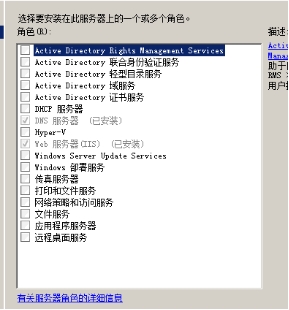 选择要安装在此服务器上的一个或多个角色。
角色(R):
Active Directory Rights Management Services
Active Directory 联合身份验证服务
Active Directory 轻型目录服务
Active Directory 域服务
Active Directory 证书服务
DHCP 服务器
DNS 服务器 (已安装)
Hyper-V
Web 服务器(IIS) (已安装)
Windows Server Update Services
Windows 部署服务
传真服务器
打印和文件服务
网络策略和访问服务
文件服务
应用程序服务器
远程桌面服务
有关服务器角色的详细信息
描述:
Activ
Manag
助于
RMS
用户